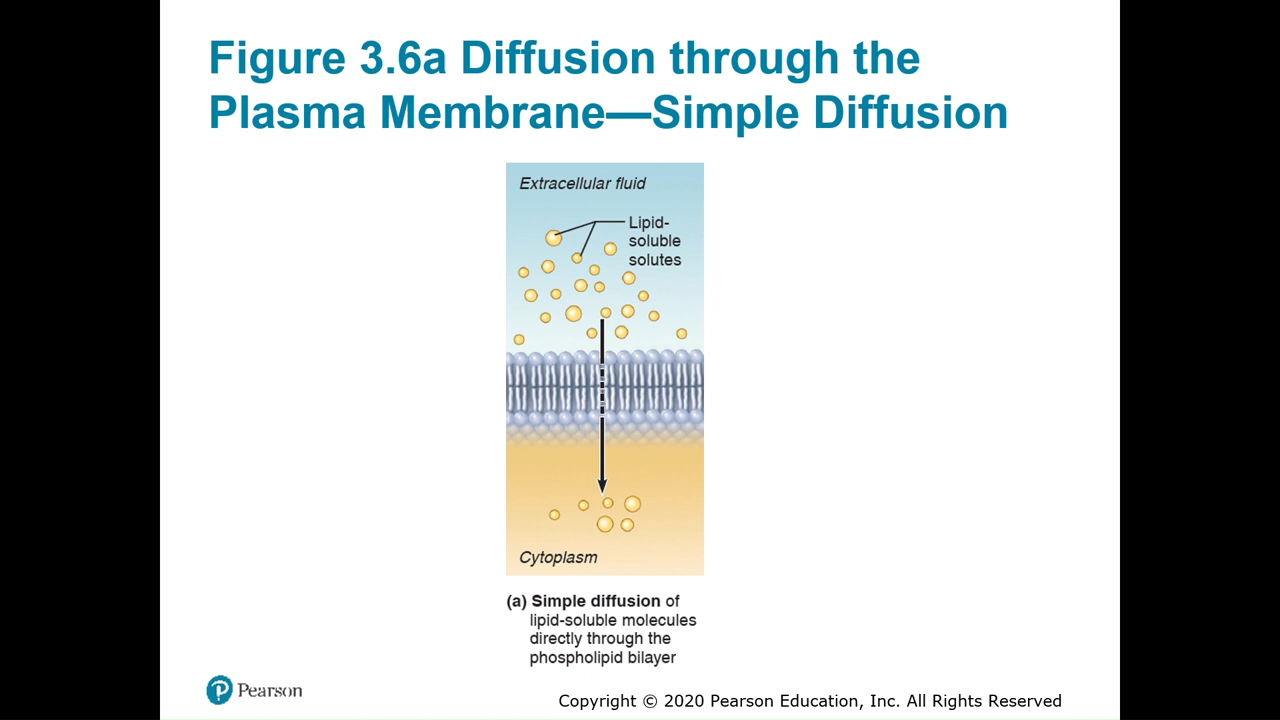 Figure 3.6a Diffusion through the
Plasma Membrane—Simple Diffusion
Extracellular fluid
Lipid-
soluble
solutes
Cytoplasm
(a) Simple diffusion of
lipid-soluble molecules
directly through the
phospholipid bilayer
P Pearson
Copyright © 2020 Pearson Education, Inc. All Rights Reserved